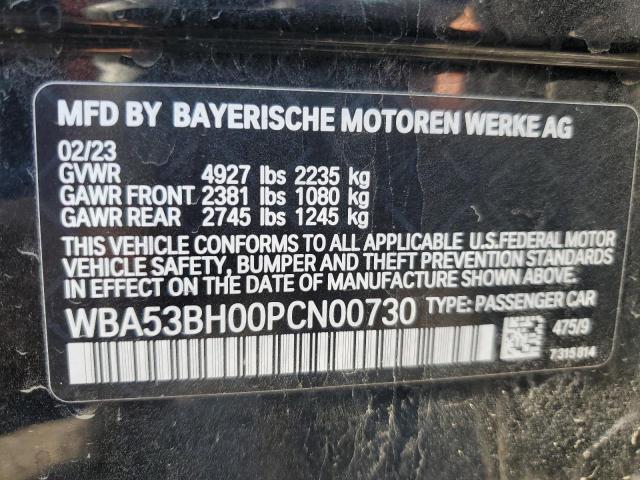 MFD BY BAYERISCHE MOTOREN WERKE AG
02/23
GVWR 4927 lbs 2235 kg
GAWR FRONT 2381 lbs 1080 kg
GAWR REAR 2745 lbs 1245 kg
THIS VEHICLE CONFORMS TO ALL APPLICABLE U.S.FEDERAL MOTOR
VEHICLE SAFETY, BUMPER AND THEFT PREVENTION STANDARDS
IN EFFECT ON THE DATE OF MANUFACTURE SHOWN ABOVE.
WBA53BH00PCN00730 TYPE: PASSENGER CAR
475/9
7315814